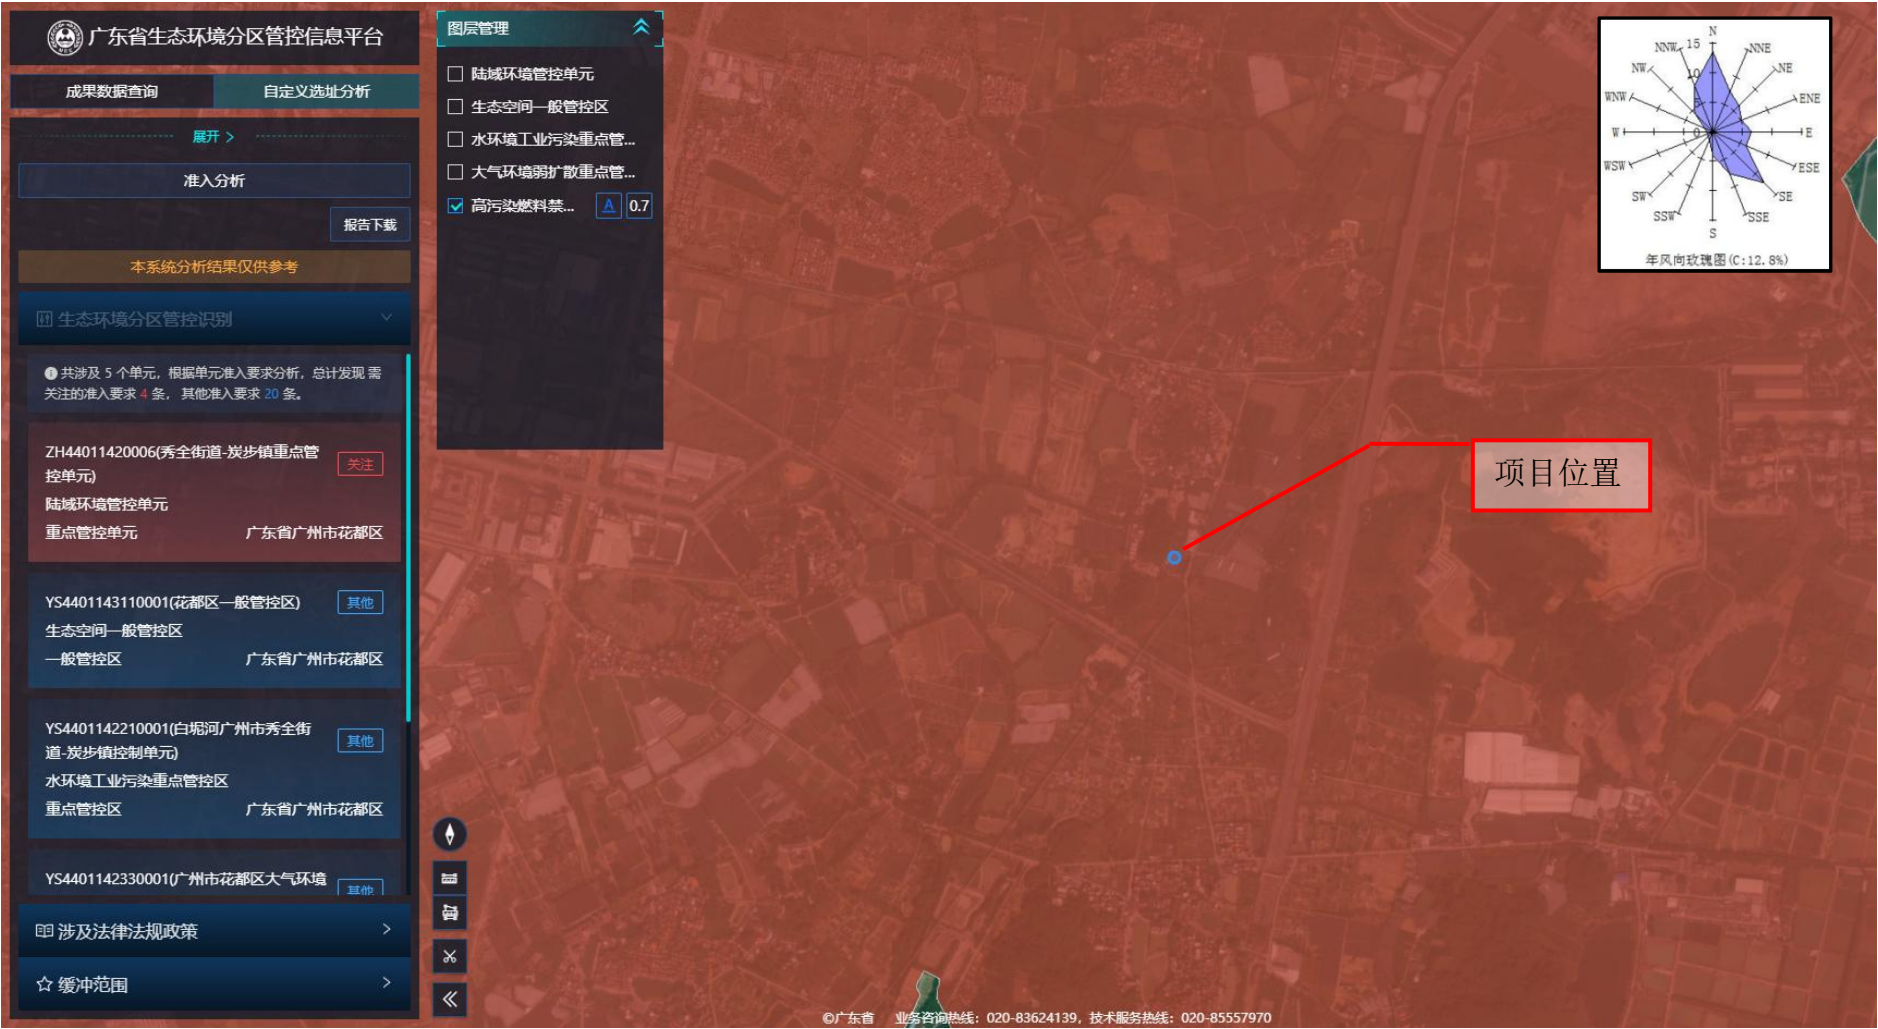 广东省生态环境分区管控信息平台
成果数据查询
自定义选址分析
展开 >
准入分析
报告下载
本系统分析结果仅供参考
生态环境分区管控识别
共涉及 5 个单元，根据单元准入要求分析，总计发现 需
关注的准入要求 4 条， 其他准入要求 20 条。
ZH44011420006(秀全街道-炭步镇重点管
控单元)
关注
陆域环境管控单元
重点管控单元
广东省广州市花都区
YS4401143110001(花都区一般管控区)
其他
生态空间一般管控区
一般管控区
广东省广州市花都区
YS4401142210001(白坭河广州市秀全街
道-炭步镇控制单元)
其他
水环境工业污染重点管控区
重点管控区
广东省广州市花都区
YS4401142330001(广州市花都区大气环境
其他
涉及法律法规政策
缓冲范围
图层管理
陆域环境管控单元
生态空间一般管控区
水环境工业污染重点管...
大气环境弱扩散重点管...
高污染燃料禁...
A
0.7
项目位置
N
NNW
15
NNE
NW
10
NE
WNW
5
ENE
W
0
E
WSW
ESE
SW
SE
SSW
SSE
S
年风向玫瑰图(C:12.8%)
©广东省 业务咨询热线：020-83624139，技术服务热线：020-85557970